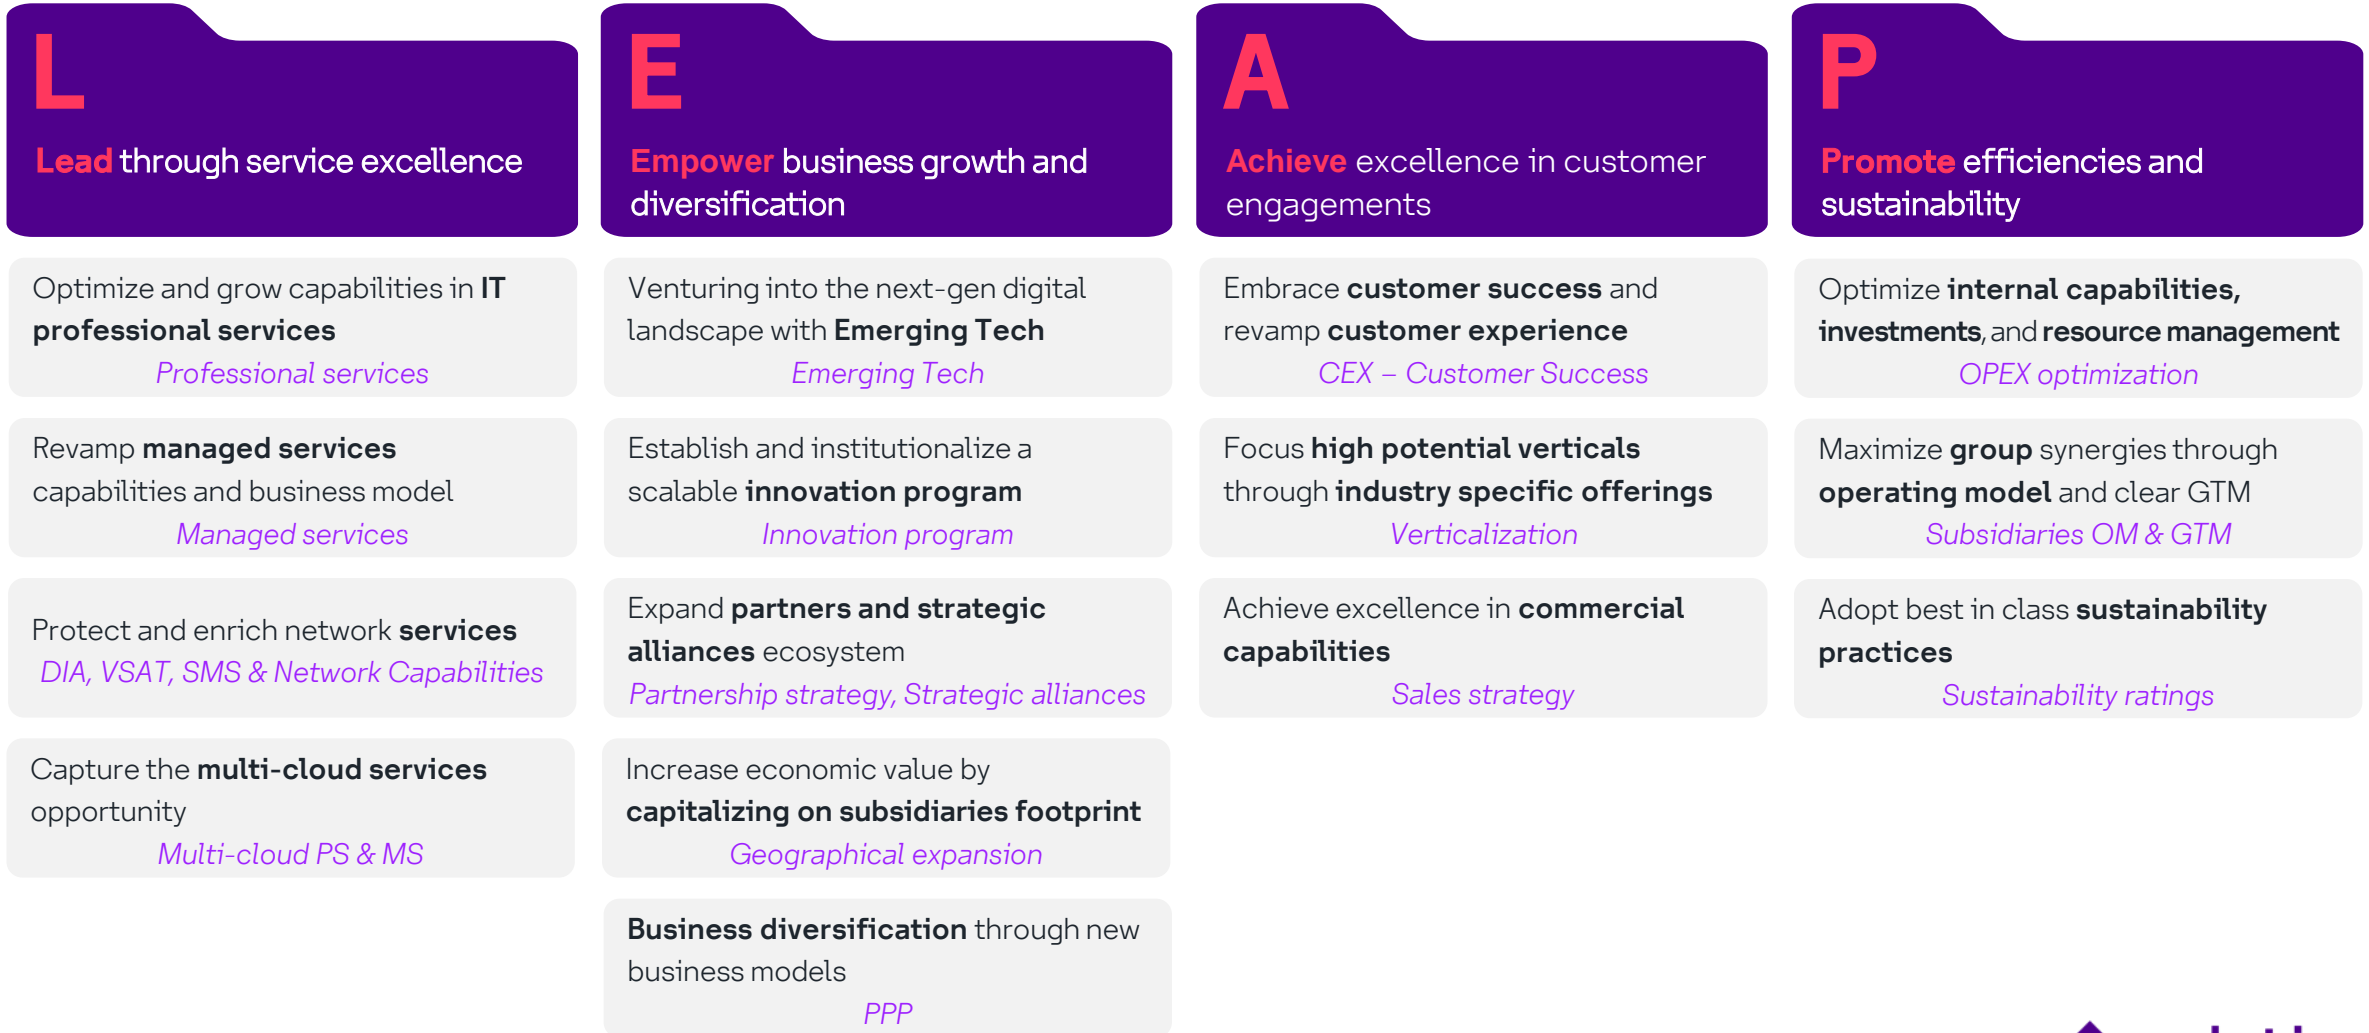 L
Lead through service excellence
Optimize and grow capabilities in IT
professional services
Professional services
Revamp managed services
capabilities and business model
Managed services
Protect and enrich network services
DIA, VSAT, SMS & Network Capabilities
Capture the multi-cloud services
opportunity
Multi-cloud PS & MS
E
Empower business growth and
diversification
Venturing into the next-gen digital
landscape with Emerging Tech
Emerging Tech
Establish and institutionalize a
scalable innovation program
Innovation program
Expand partners and strategic
alliances ecosystem
Partnership strategy, Strategic alliances
Increase economic value by
capitalizing on subsidiaries footprint
Geographical expansion
Business diversification through new
business models
PPP
A
Achieve excellence in customer
engagements
Embrace customer success and
revamp customer experience
CEX – Customer Success
Focus high potential verticals
through industry specific offerings
Verticalization
Achieve excellence in commercial
capabilities
Sales strategy
P
Promote efficiencies and
sustainability
Optimize internal capabilities,
investments, and resource management
OPEX optimization
Maximize group synergies through
operating model and clear GTM
Subsidiaries OM & GTM
Adopt best in class sustainability
practices
Sustainability ratings